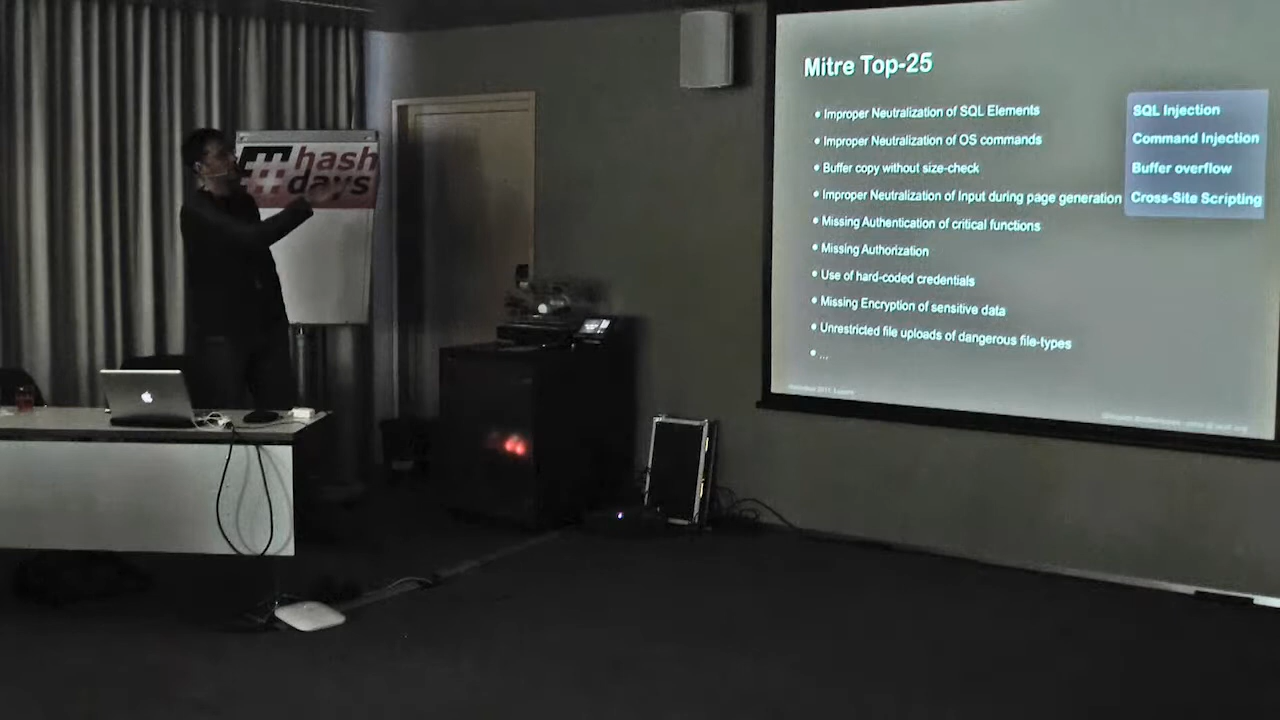 hash
days
Mitre Top-25
• Improper Neutralization of SQL Elements
• Improper Neutralization of OS commands
• Buffer copy without size-check
• Improper Neutralization of Input during page generation
• Missing Authentication of critical functions
• Missing Authorization
• Use of hard-coded credentials
• Missing Encryption of sensitive data
• Unrestricted file uploads of dangerous file-types
• ...
SQL Injection
Command Injection
Buffer overflow
Cross-Site Scripting